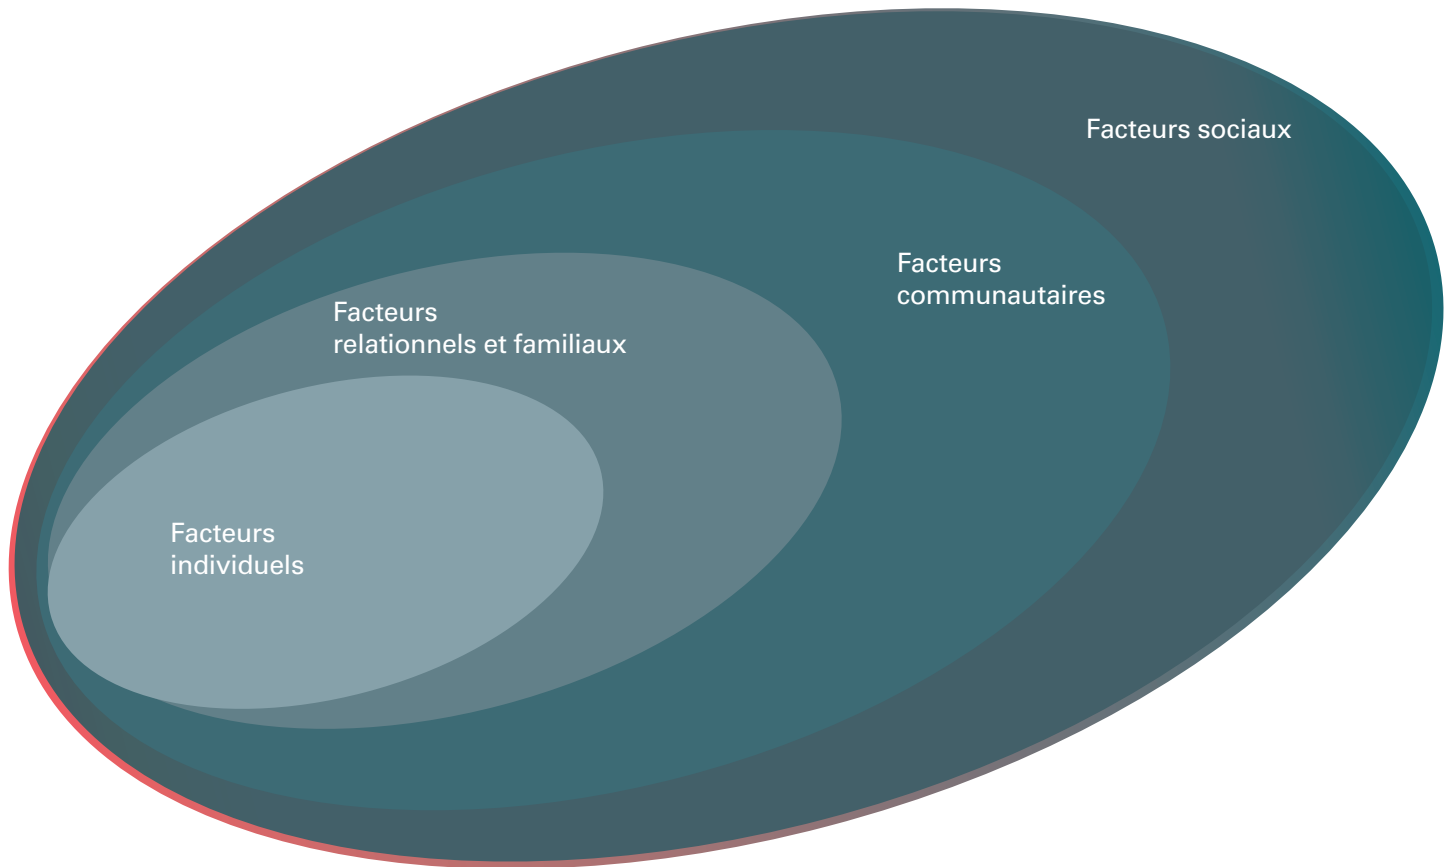 Facteurs sociaux
Facteurs
communautaires
Facteurs
relationnels et familiaux
Facteurs
individuels